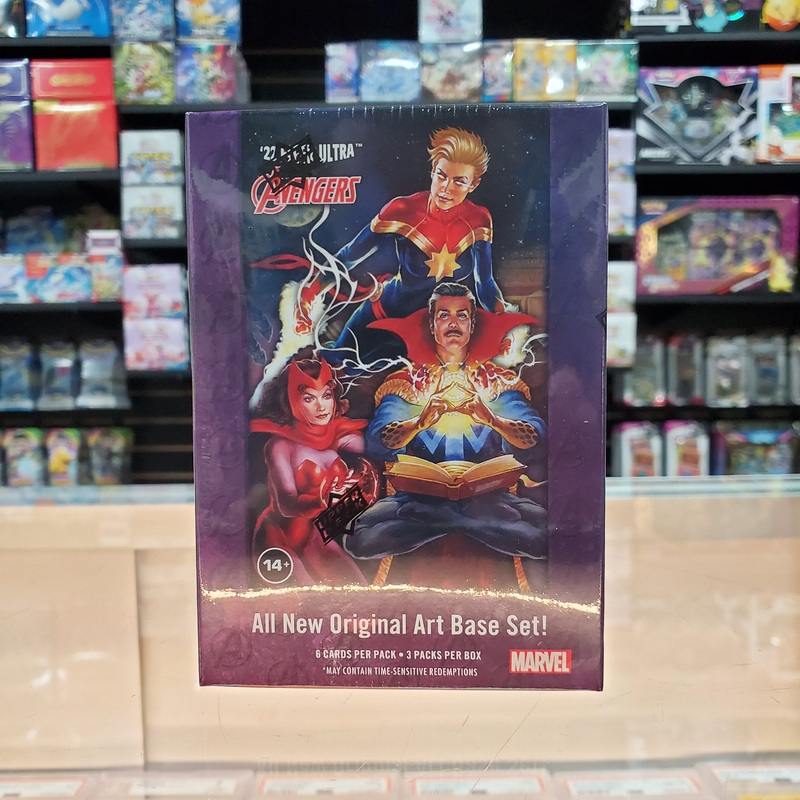 '22 ULTRA™
AVENGERS
14+
All New Original Art Base Set!
6 CARDS PER PACK • 3 PACKS PER BOX
MARVEL
*MAY CONTAIN TIME-SENSITIVE REDEMPTIONS